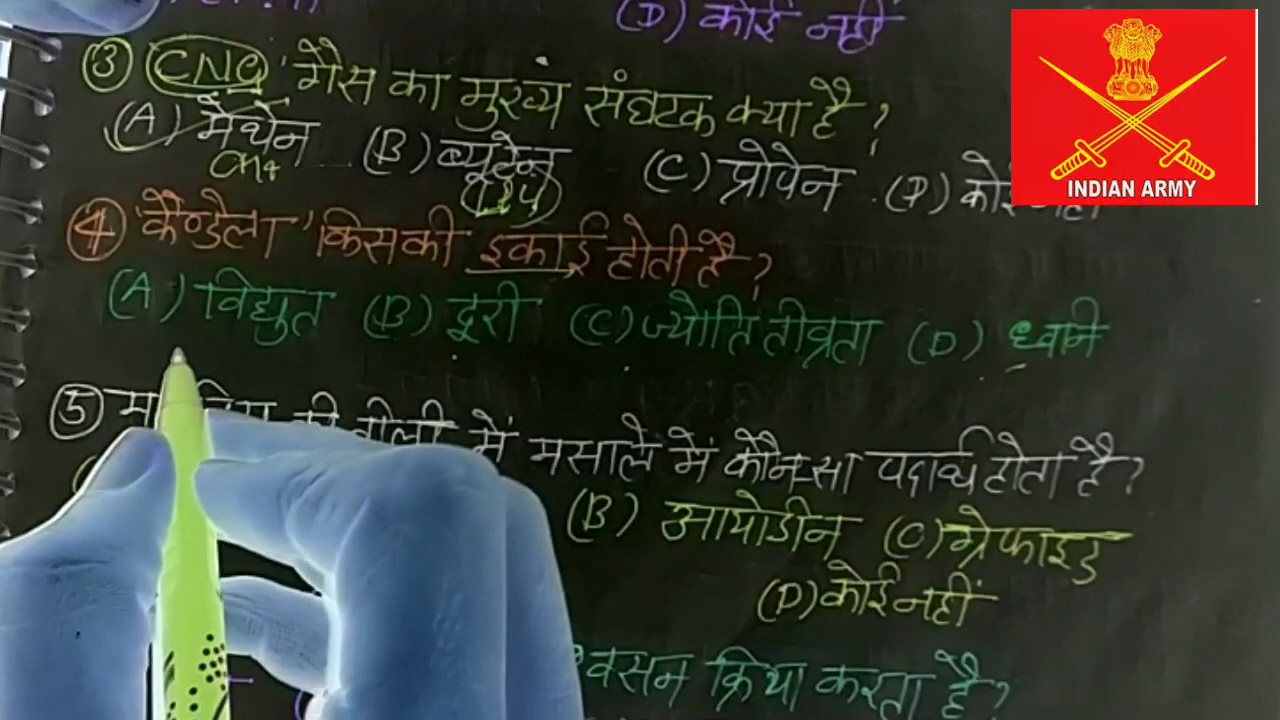 (D) कोई नहीं
③ CNG 'गैस का मुख्य संघटक क्या है ?
(A) मैथेन (B) ब्यूटेन (C) प्रोपेन (D)
CH4
④ 'कैण्डेला' किसकी इकाई होती है ?
(A) विद्युत (B) दूरी (C) ज्योति तीव्रता (D) ध्वनि
⑤ की तीली में मसाले में कौन-सा पदार्थ होता है ?
(B) आयोडीन (C) ग्रेफाइड
(D) कोई नहीं
श्वसन क्रिया करता है ?
INDIAN ARMY